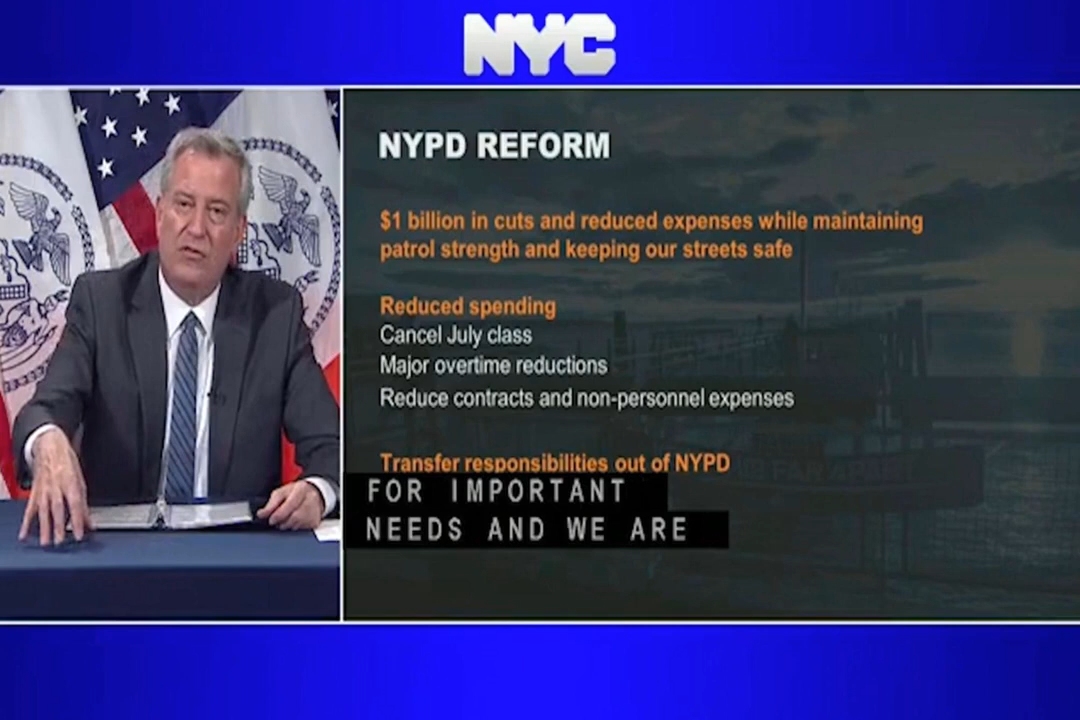 NYC
NYPD REFORM
$1 billion in cuts and reduced expenses while maintaining
patrol strength and keeping our streets safe
Reduced spending
Cancel July class
Major overtime reductions
Reduce contracts and non-personnel expenses
Transfer responsibilities out of NYPD
FOR IMPORTANT
NEEDS AND WE ARE